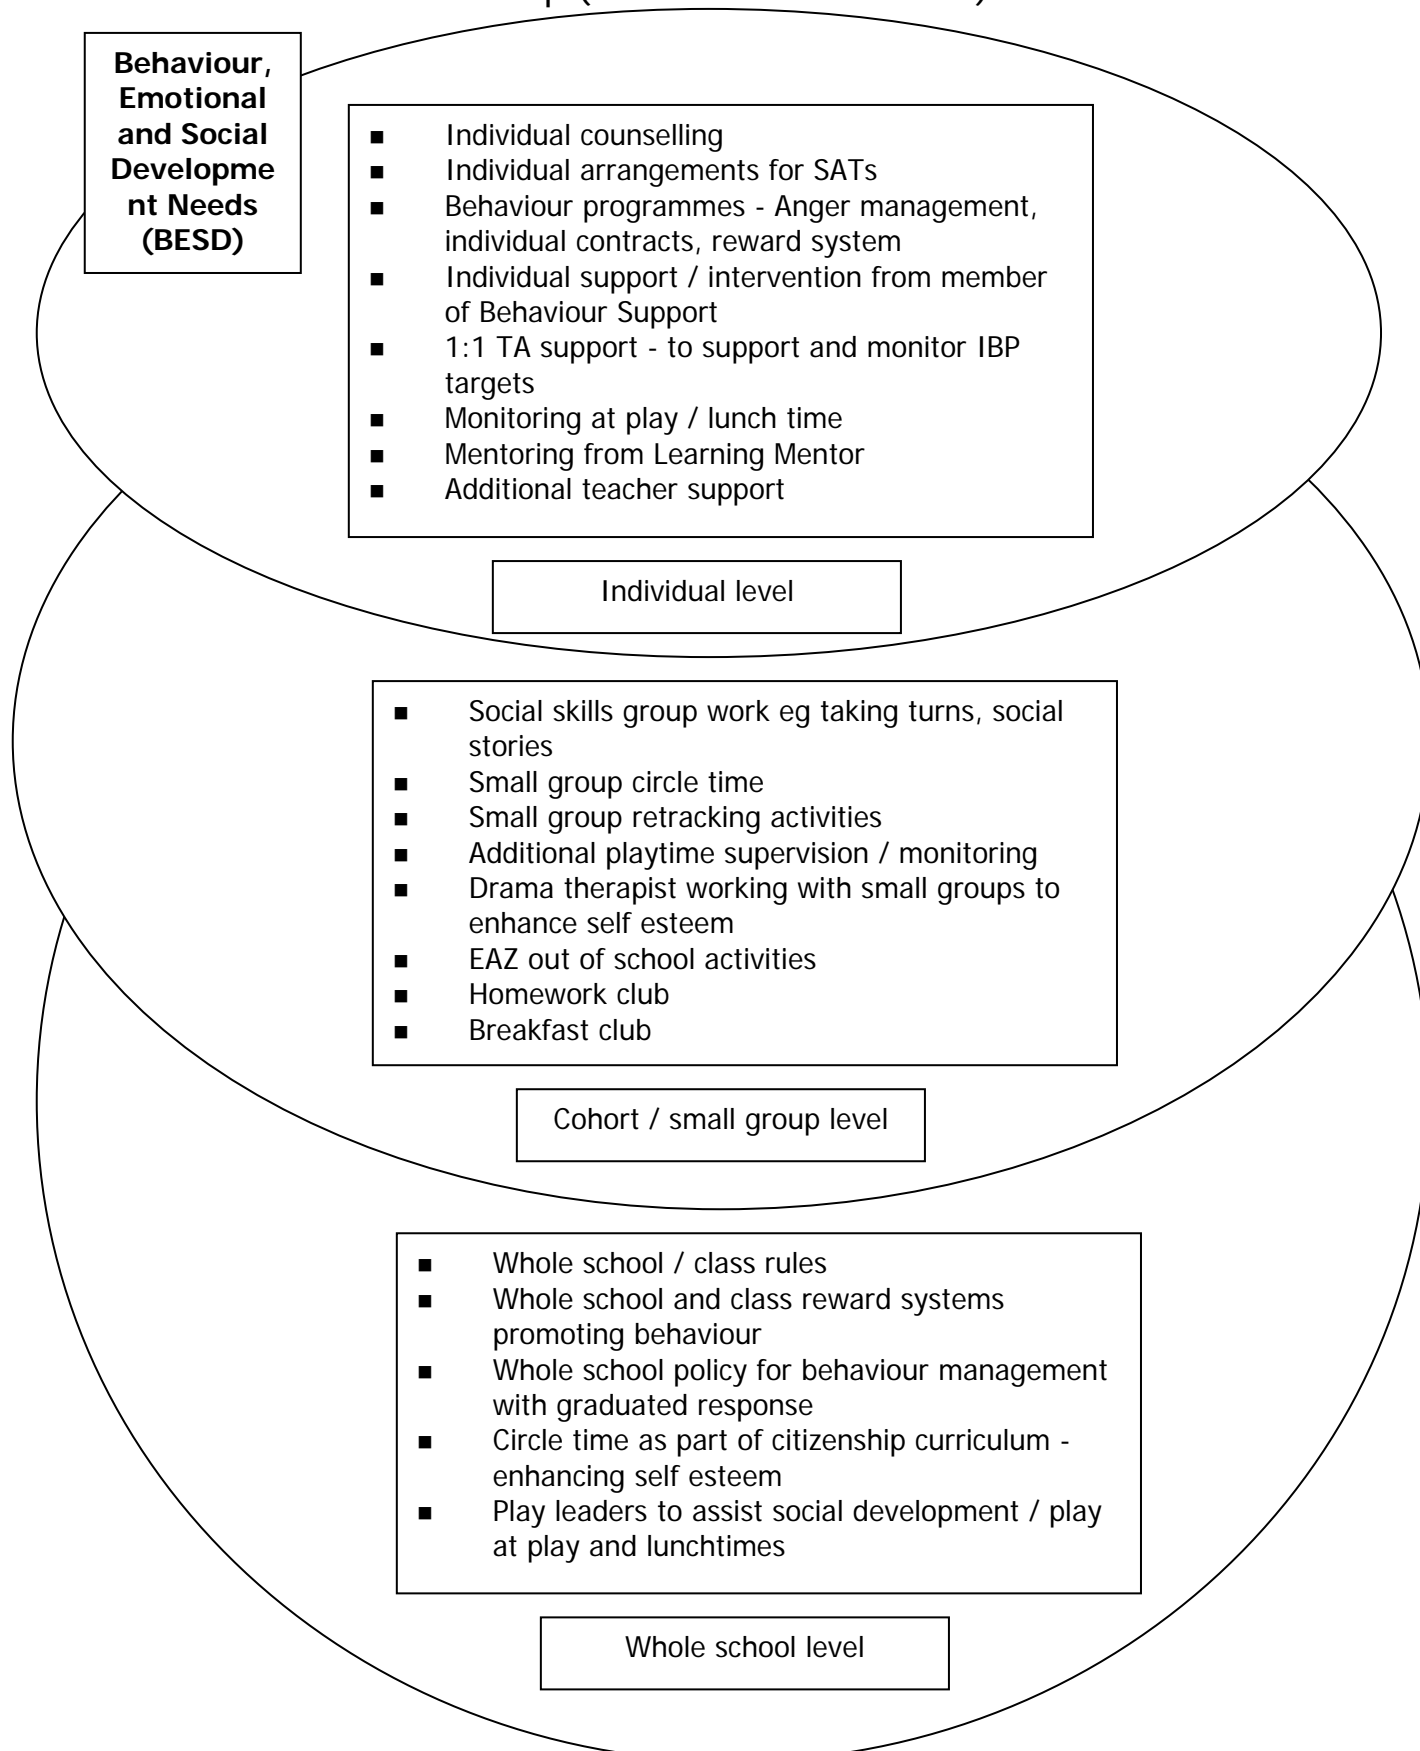 Behaviour,
Emotional
and Social
Developme
nt Needs
(BESD)
■ Individual counselling
■ Individual arrangements for SATs
■ Behaviour programmes - Anger management,
individual contracts, reward system
■ Individual support / intervention from member
of Behaviour Support
■ 1:1 TA support - to support and monitor IBP
targets
■ Monitoring at play / lunch time
■ Mentoring from Learning Mentor
■ Additional teacher support
Individual level
■ Social skills group work eg taking turns, social
stories
■ Small group circle time
■ Small group retracking activities
■ Additional playtime supervision / monitoring
■ Drama therapist working with small groups to
enhance self esteem
■ EAZ out of school activities
■ Homework club
■ Breakfast club
Cohort / small group level
■ Whole school / class rules
■ Whole school and class reward systems
promoting behaviour
■ Whole school policy for behaviour management
with graduated response
■ Circle time as part of citizenship curriculum -
enhancing self esteem
■ Play leaders to assist social development / play
at play and lunchtimes
Whole school level